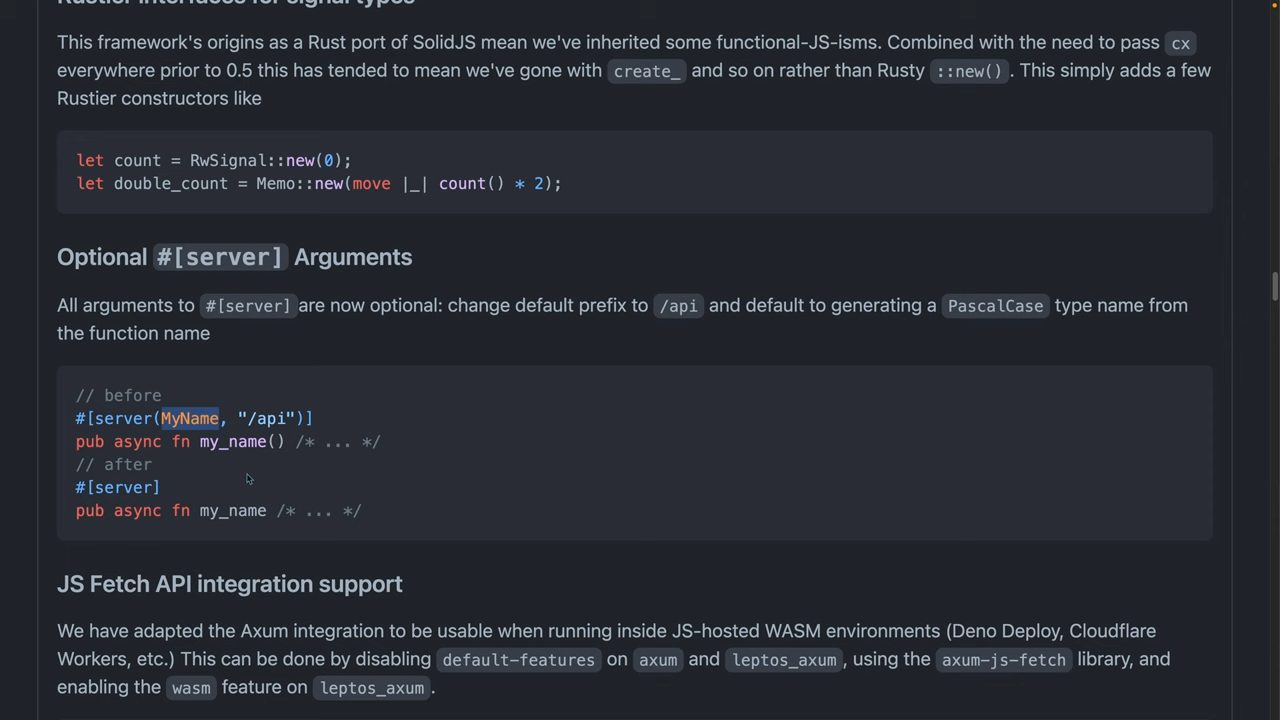 Rustier interfaces for signal types
This framework's origins as a Rust port of SolidJS mean we've inherited some functional-JS-isms. Combined with the need to pass cx
everywhere prior to 0.5 this has tended to mean we've gone with create_ and so on rather than Rusty ::new() . This simply adds a few
Rustier constructors like
let count = RwSignal::new(0);
let double_count = Memo::new(move |_| count() * 2);
Optional #[server] Arguments
All arguments to #[server] are now optional: change default prefix to /api and default to generating a PascalCase type name from
the function name
// before
#[server(MyName, "/api")]
pub async fn my_name() /* ... */
// after
#[server]
pub async fn my_name /* ... */
JS Fetch API integration support
We have adapted the Axum integration to be usable when running inside JS-hosted WASM environments (Deno Deploy, Cloudflare
Workers, etc.) This can be done by disabling default-features on axum and leptos_axum , using the axum-js-fetch library, and
enabling the wasm feature on leptos_axum .